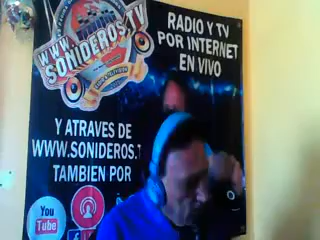 WWW.
SONIDEROS.TV
RADIO Y TV
POR INTERNET
EN VIVO
Y ATRAVES DE
WWW.SONIDEROS.T
TAMBIEN POR
You
Tube